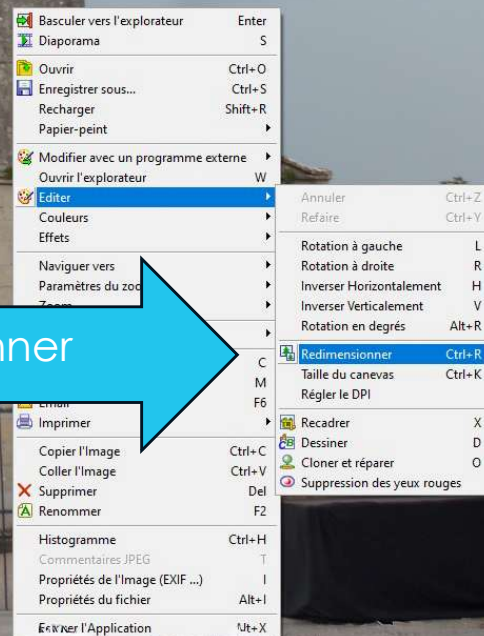 Basculer vers l'explorateur Enter
Diaporama S
Ouvrir Ctrl+O
Enregistrer sous... Ctrl+S
Recharger Shift+R
Papier-peint
Modifier avec un programme externe
Ouvrir l'explorateur W
Editer
Couleurs
Effets
Naviguer vers
Paramètres du zoo
Zoom
C
M
Email F6
Imprimer
Copier l'Image Ctrl+C
Coller l'Image Ctrl+V
Supprimer Del
Renommer F2
Histogramme Ctrl+H
Commentaires JPEG T
Propriétés de l'Image (EXIF ...) I
Propriétés du fichier Alt+I
l'Application
nner
Annuler Ctrl+Z
Refaire Ctrl+Y
Rotation à gauche L
Rotation à droite R
Inverser Horizontalement H
Inverser Verticalement V
Rotation en degrés Alt+R
Redimensionner Ctrl+R
Taille du canevas Ctrl+K
Régler le DPI
Recadrer X
Dessiner D
Cloner et réparer O
Suppression des yeux rouges